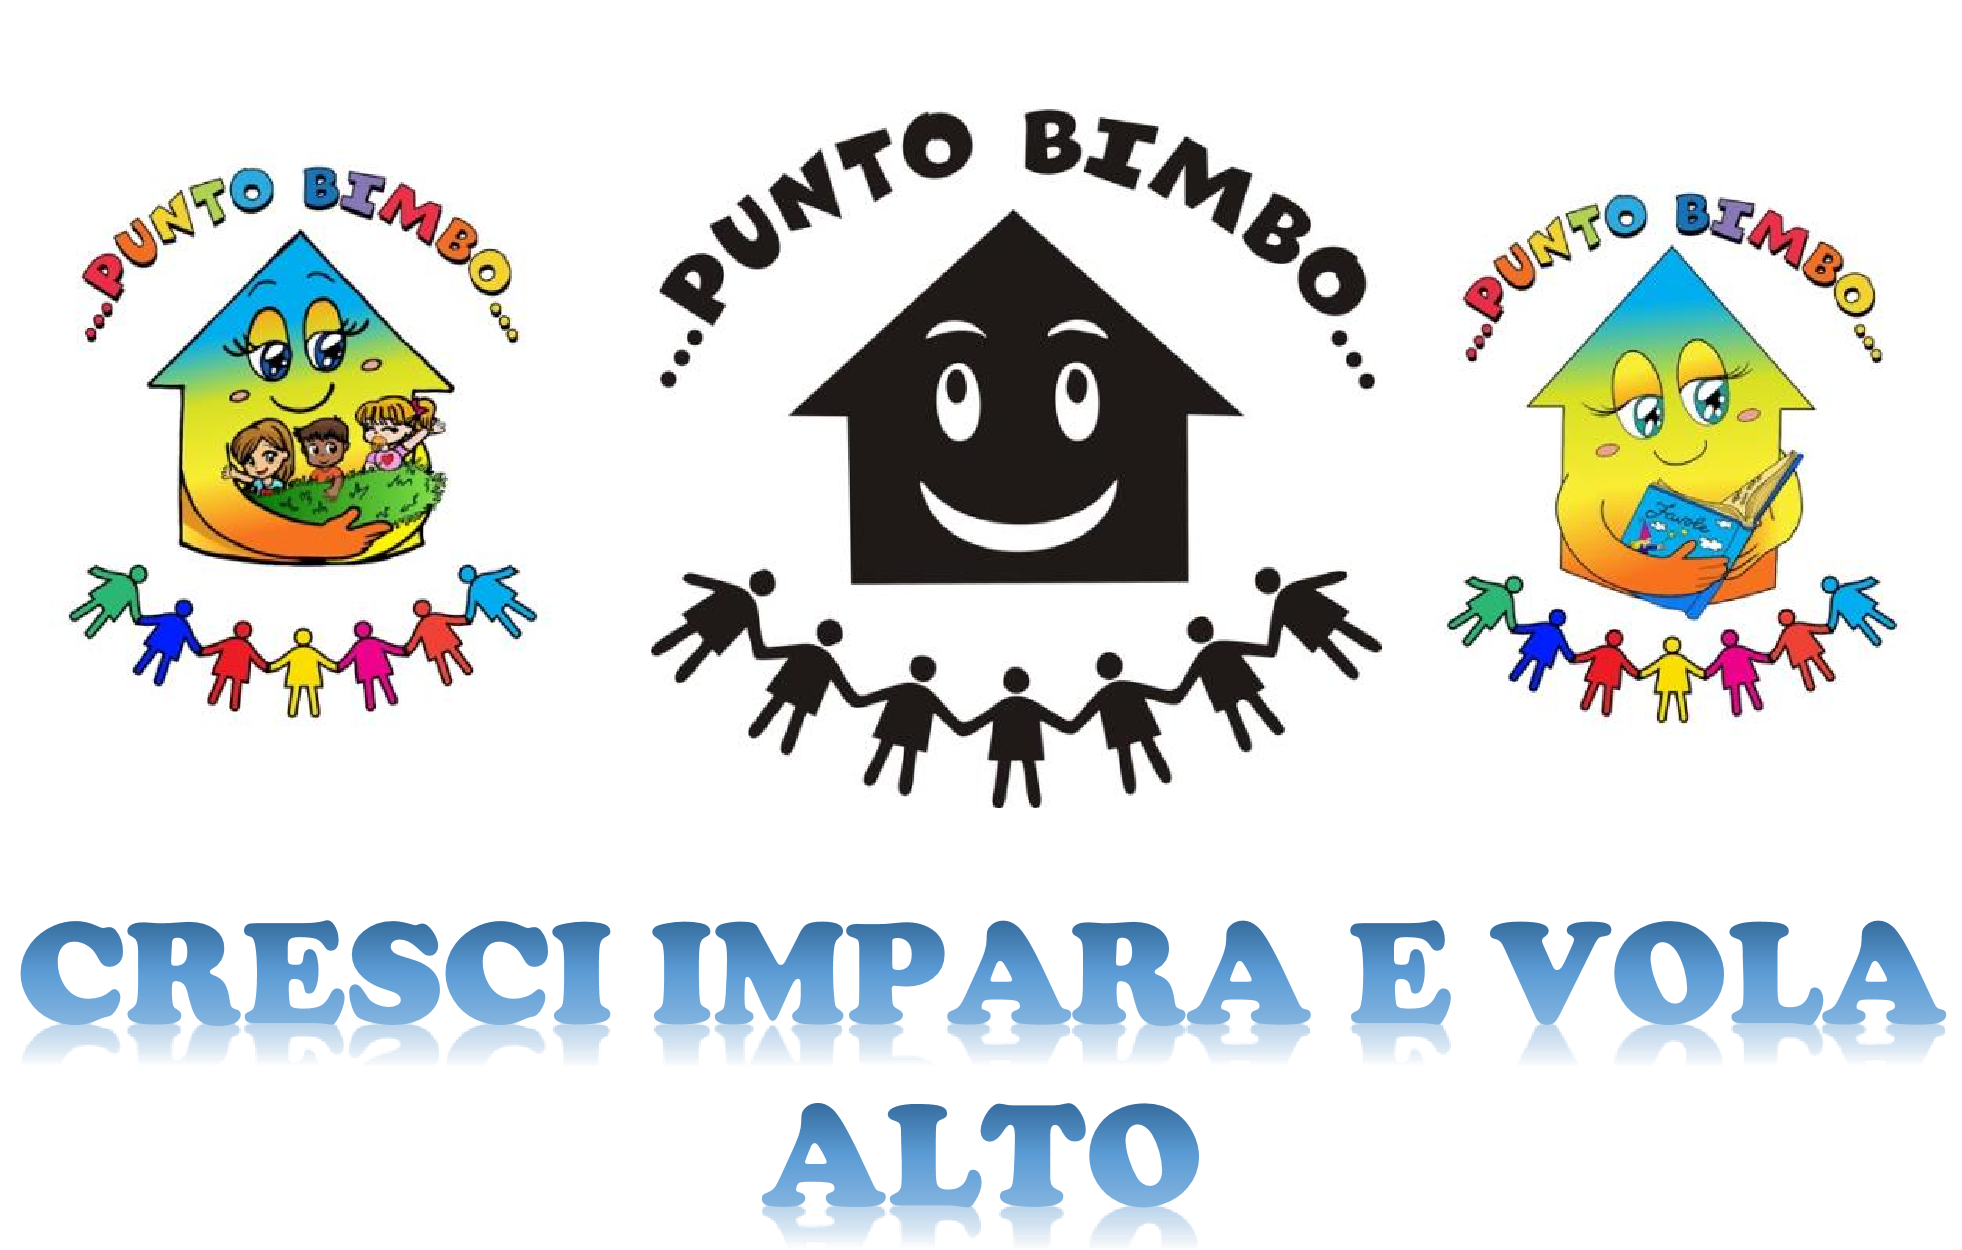 ...PUNTO BIMBO...
...PUNTO BIMBO...
...PUNTO BIMBO...
Favole
CRESCI IMPARA E VOLA
ALTO